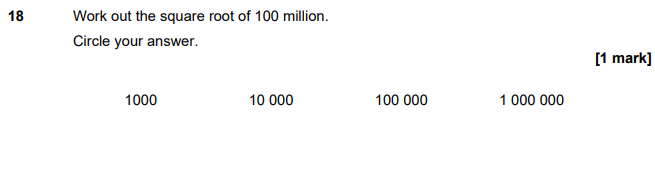 18 Work out the square root of 100 million.
Circle your answer.
[1 mark]
1000 10 000 100 000 1 000 000